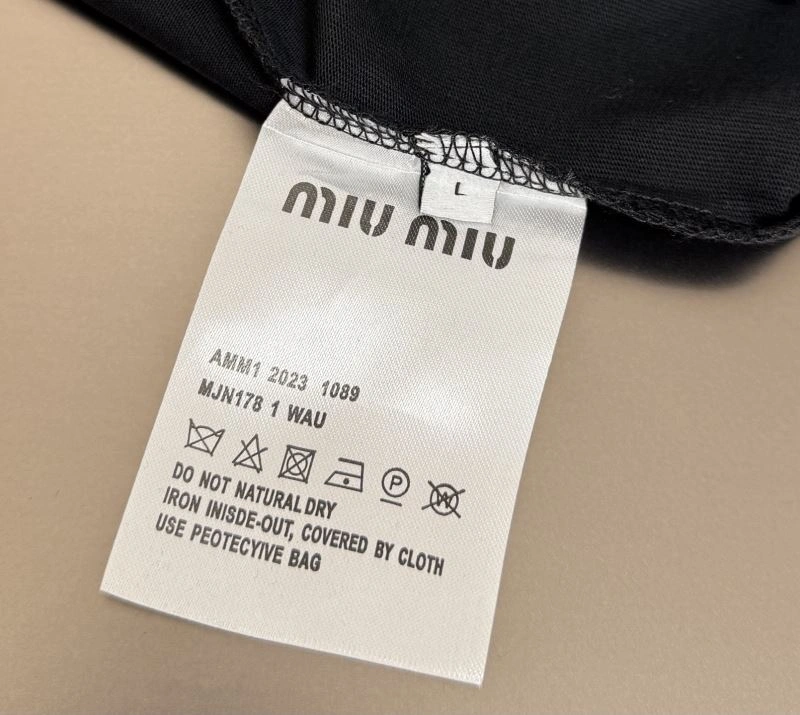 L
MIU MIU
AMM1 2023 1089
MJN178 1 WAU
P
W
DO NOT NATURAL DRY
IRON INISDE-OUT, COVERED BY CLOTH
USE PEOTECYIVE BAG